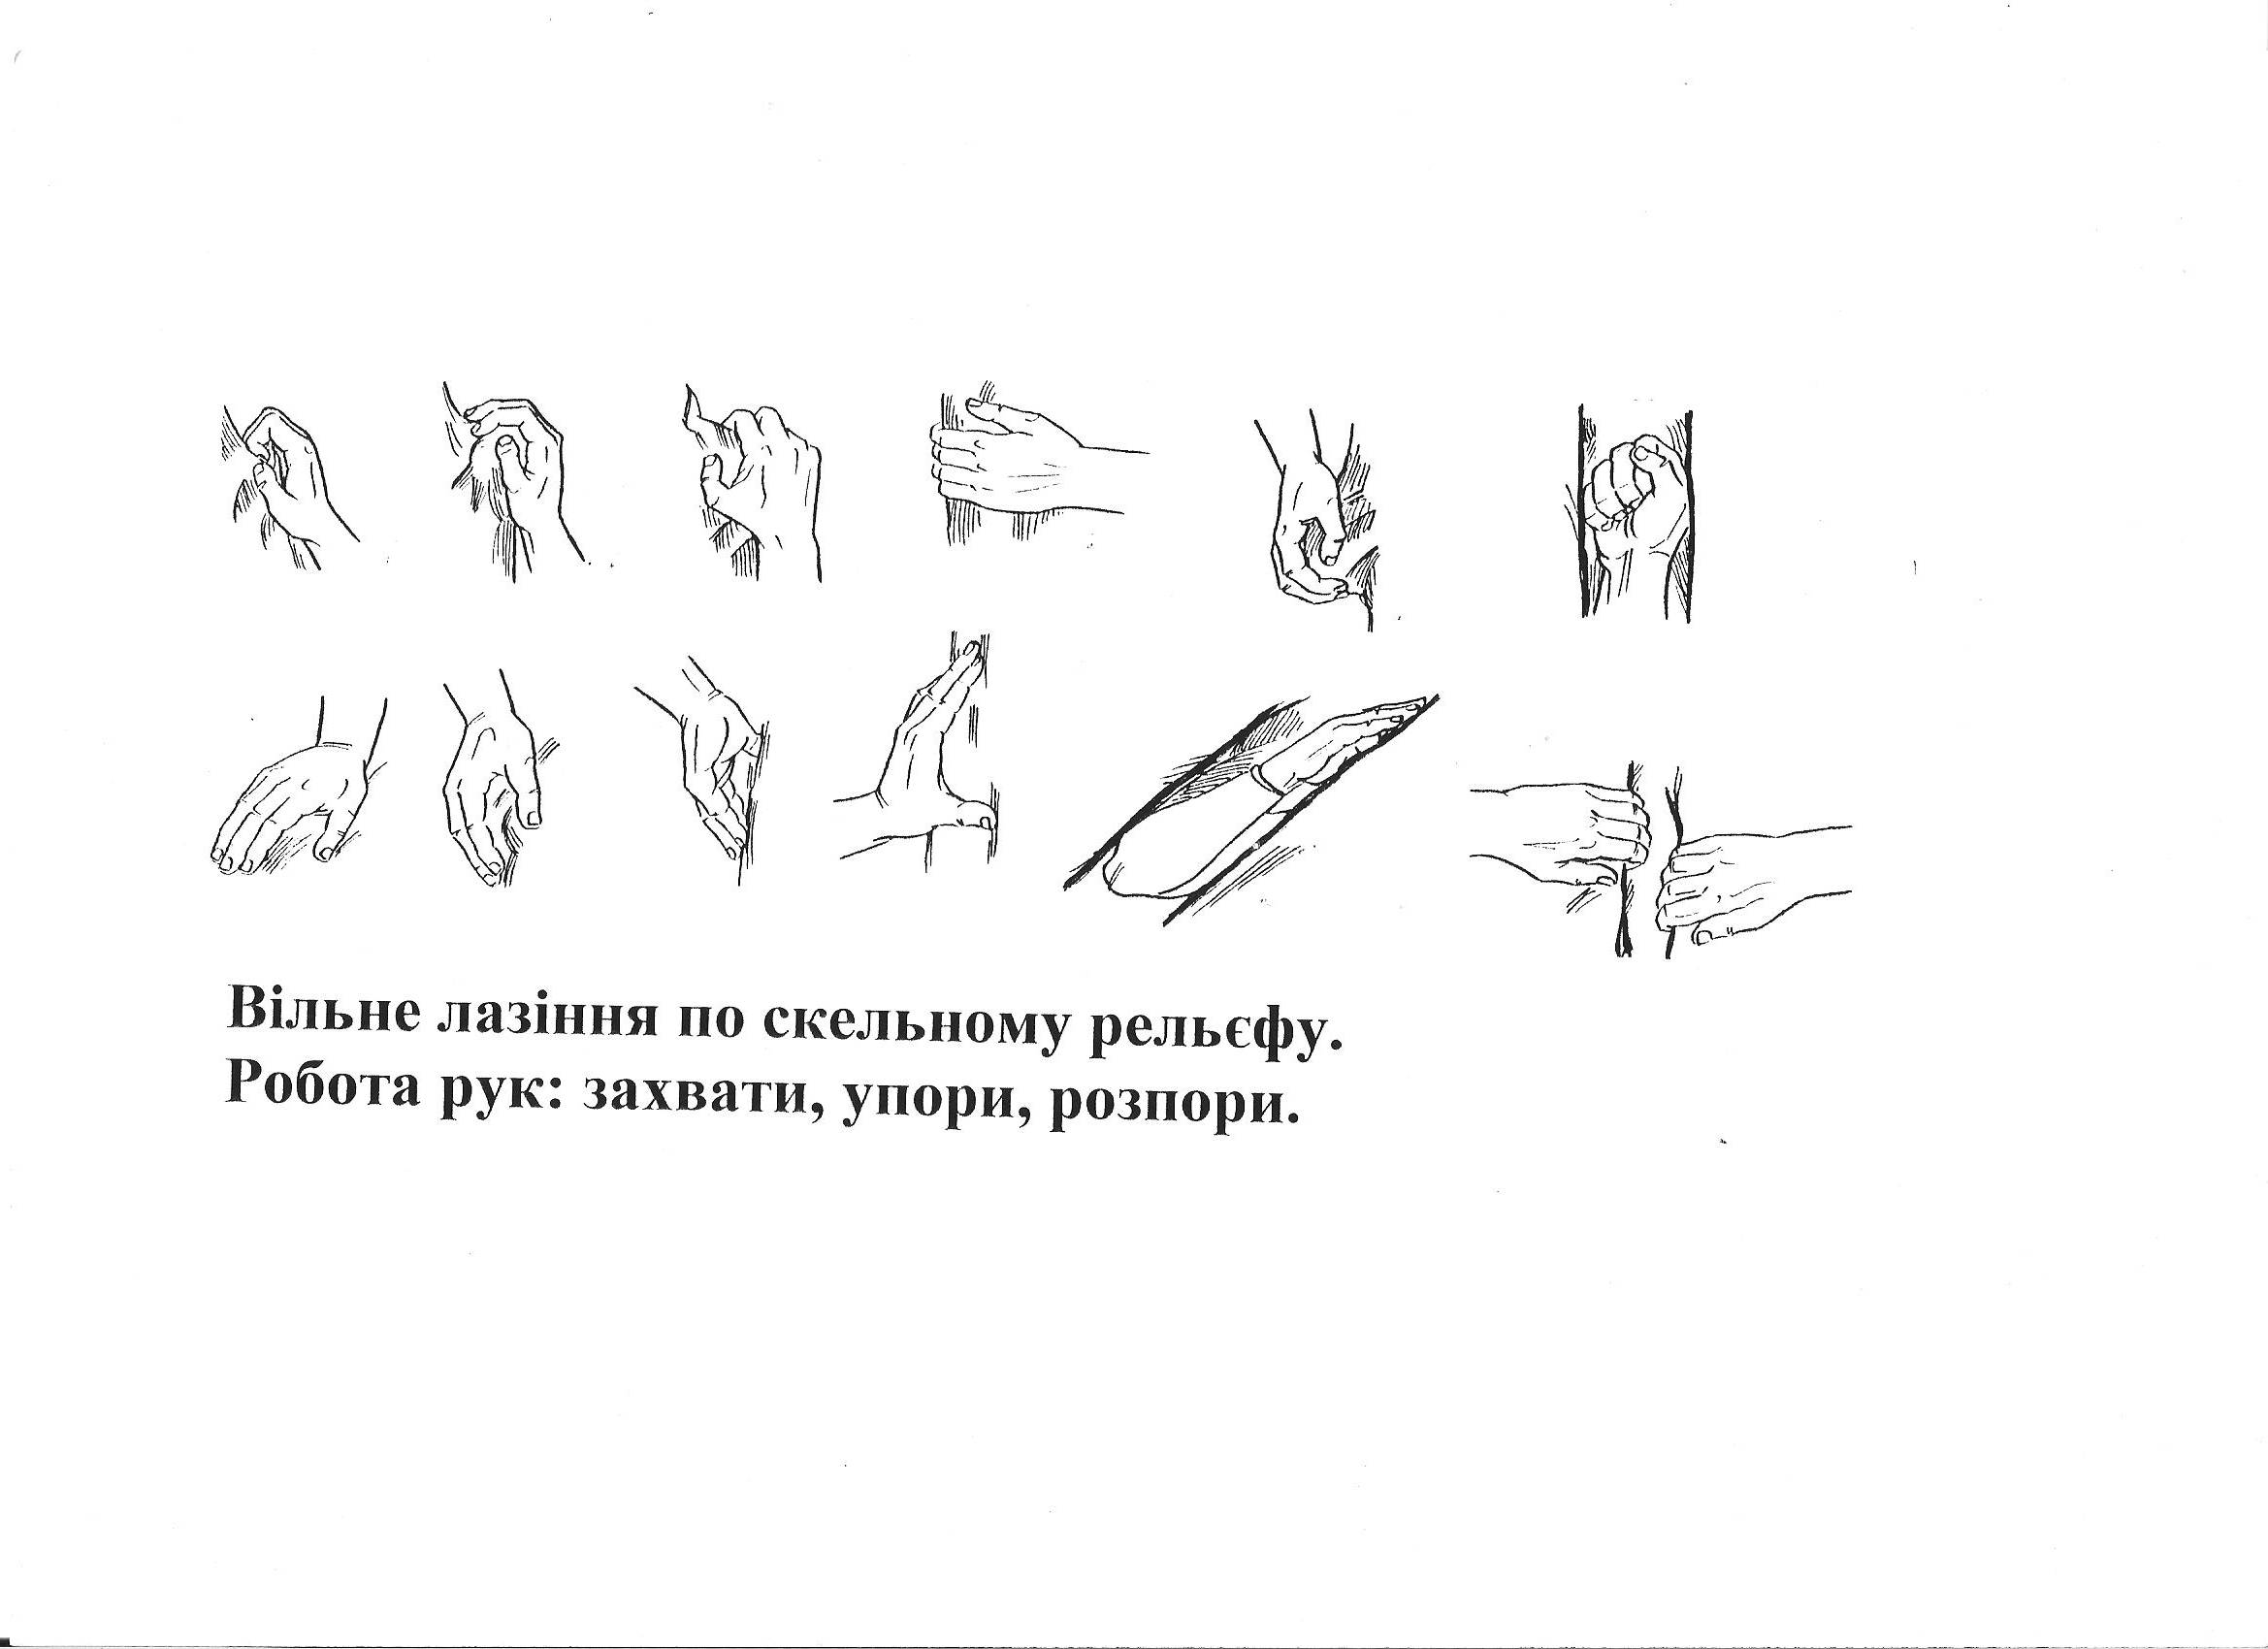 Вільне лазіння по скельному рельєфу.
Робота рук: захвати, упори, розпори.